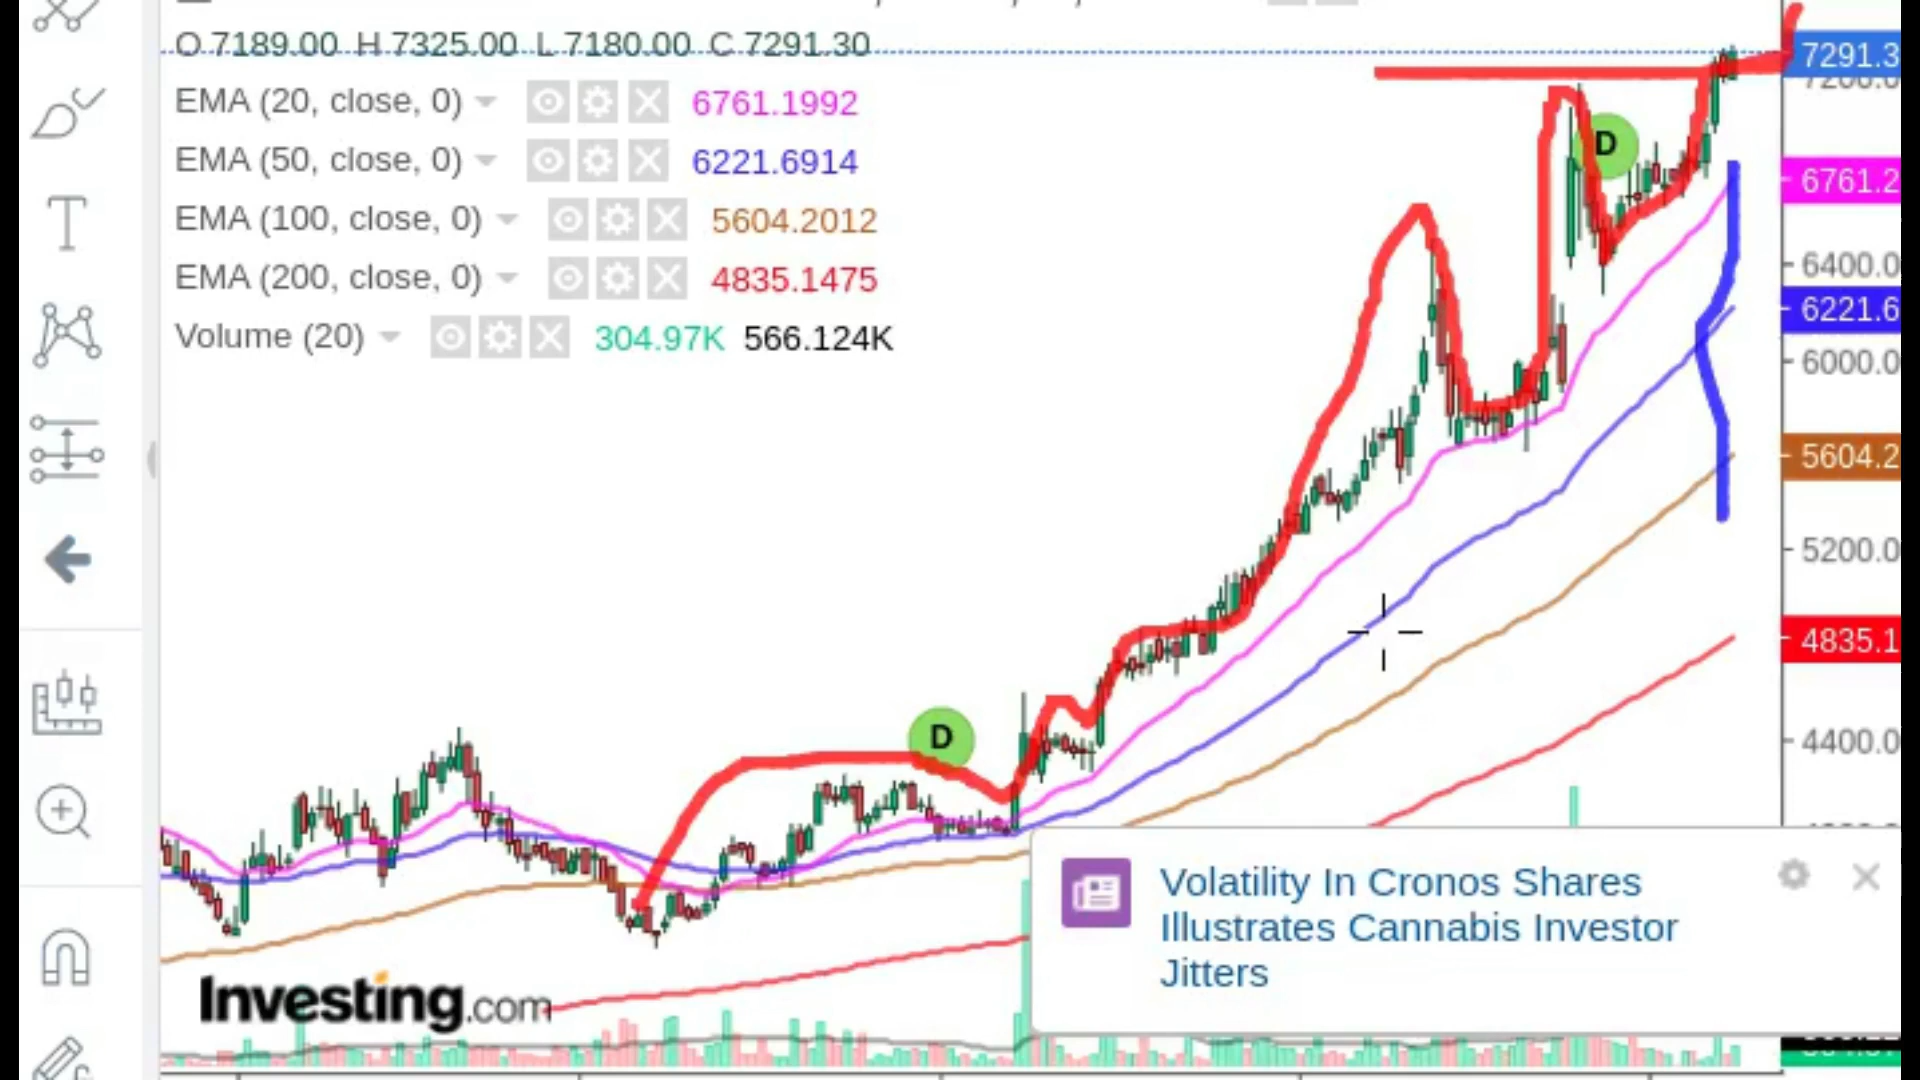 O 7189.00 H 7325.00 L 7180.00 C 7291.30
7291.3
EMA (20, close, 0) 6761.1992
D
EMA (50, close, 0) 6221.6914
6761.2
EMA (100, close, 0) 5604.2012
EMA (200, close, 0) 4835.1475
6400.0
6221.6
Volume (20) 304.97K 566.124K
6000.0
5604.2
5200.0
4835.1
D
4400.0
Volatility In Cronos Shares
Illustrates Cannabis Investor
Jitters
Investing.com